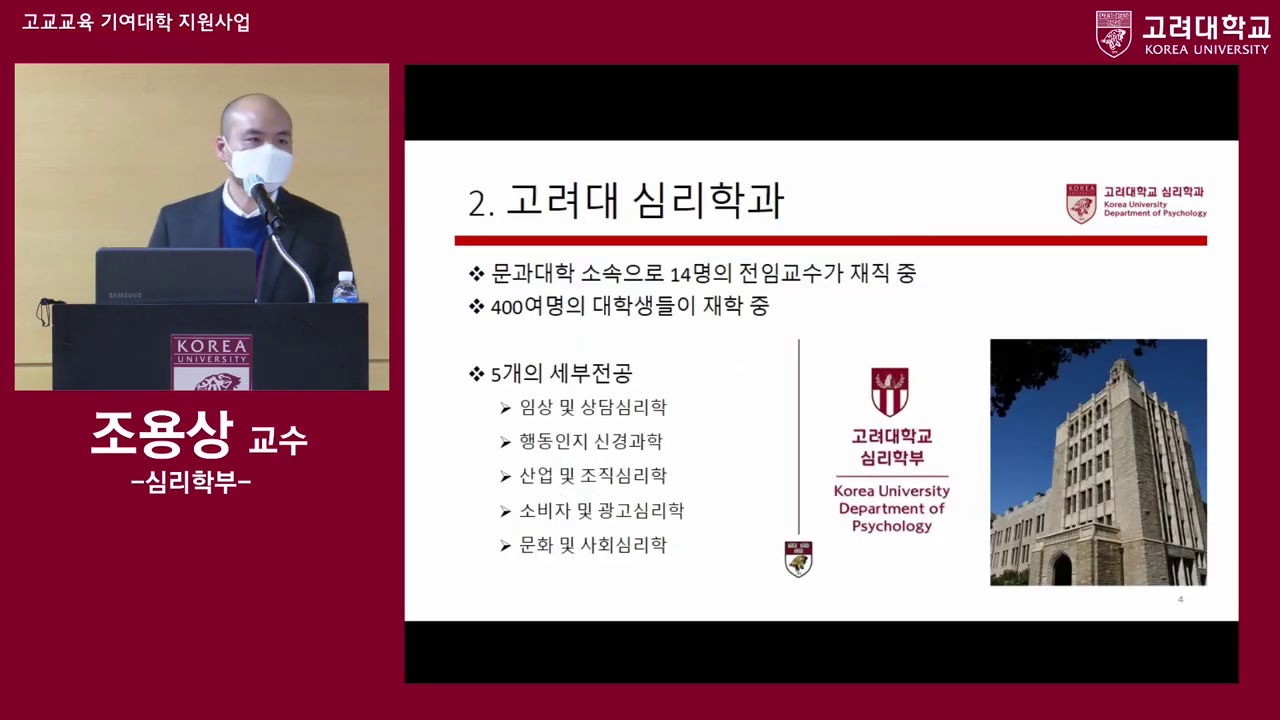 고교교육 기여대학 지원사업
고려대학교
KOREA UNIVERSITY
SAMSUNG
KOREA
UNIVERSITY
조용상 교수
-심리학부-
2. 고려대 심리학과
KOREA
고려대학교 심리학과
Korea University
Department of Psychology
❖ 문과대학 소속으로 14명의 전임교수가 재직 중
❖ 400여명의 대학생들이 재학 중
❖ 5개의 세부전공
➢ 임상 및 상담심리학
➢ 행동인지 신경과학
➢ 산업 및 조직심리학
➢ 소비자 및 광고심리학
➢ 문화 및 사회심리학
고려대학교
심리학부
Korea University
Department of
Psychology
4